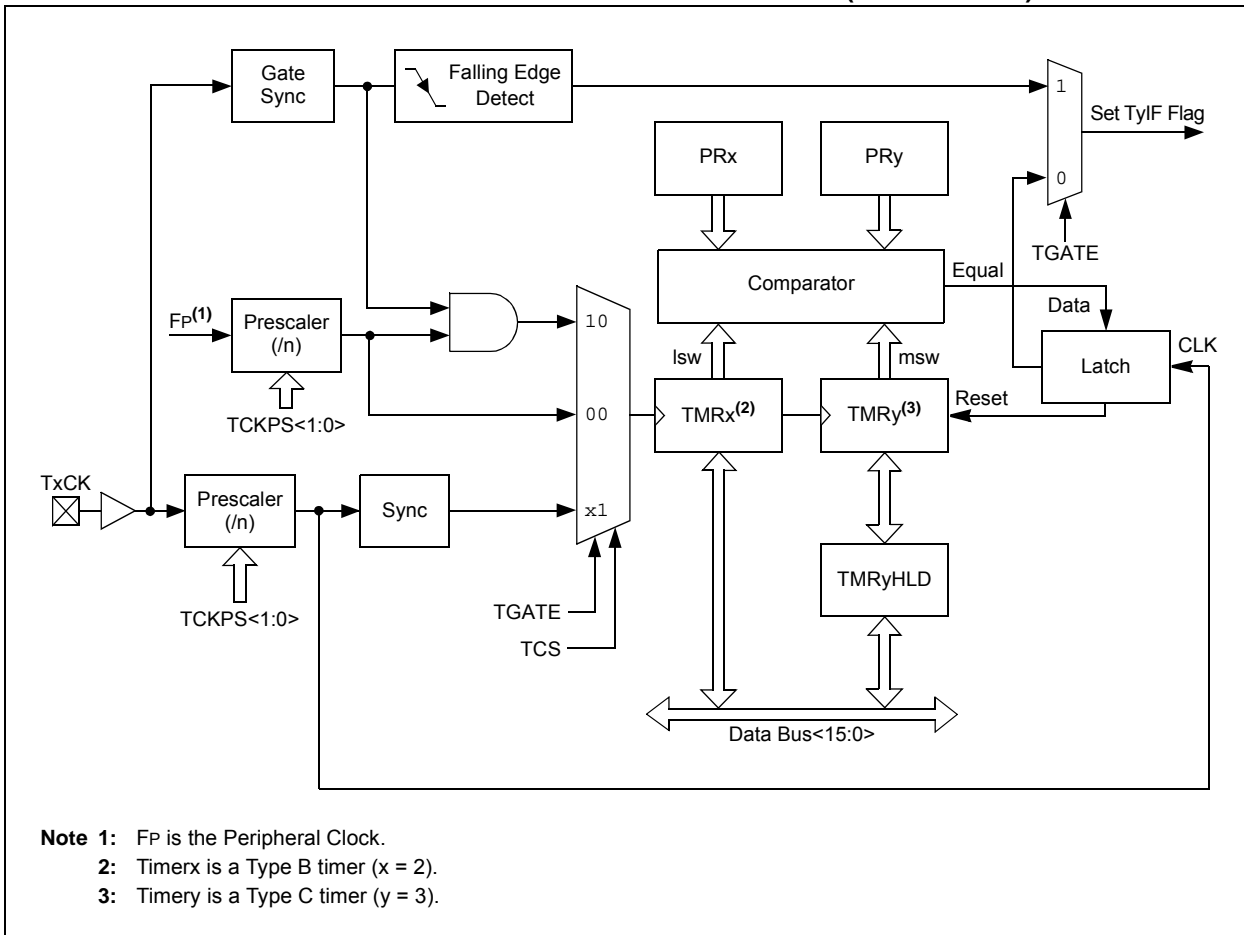 Gate
Sync
Falling Edge
Detect
1
Set TyIF Flag
PRx
PRy
0
TGATE
Comparator
Equal
Data
FP(1)
Prescaler
(/n)
10
lsw
msw
Latch
CLK
TCKPS<1:0>
00
TMRx(2)
TMRy(3)
Reset
TxCK
Prescaler
(/n)
Sync
x1
TMRyHLD
TCKPS<1:0>
TGATE
TCS
Data Bus<15:0>
Note 1: FP is the Peripheral Clock.
2: Timerx is a Type B timer (x = 2).
3: Timery is a Type C timer (y = 3).